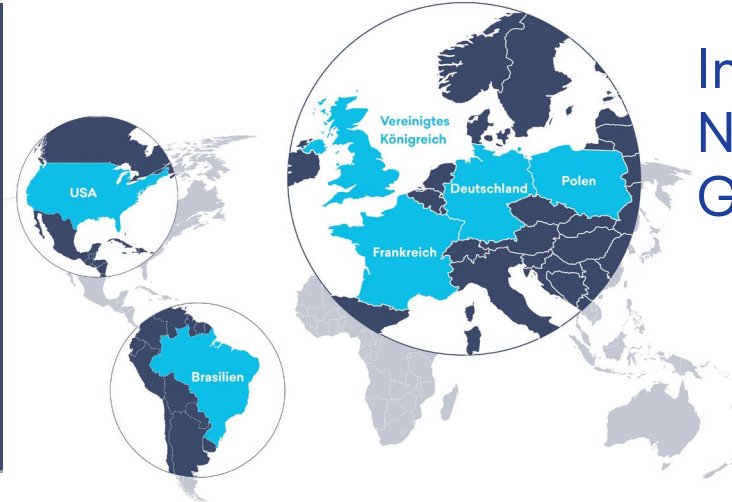 USA
Vereinigtes
Königreich
Deutschland
Polen
Frankreich
Brasilien